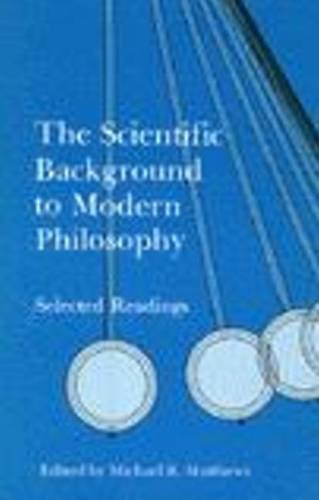 The Scientific
Background
to Modern
Philosophy
Selected Readings
Edited by Michael R. Matthews